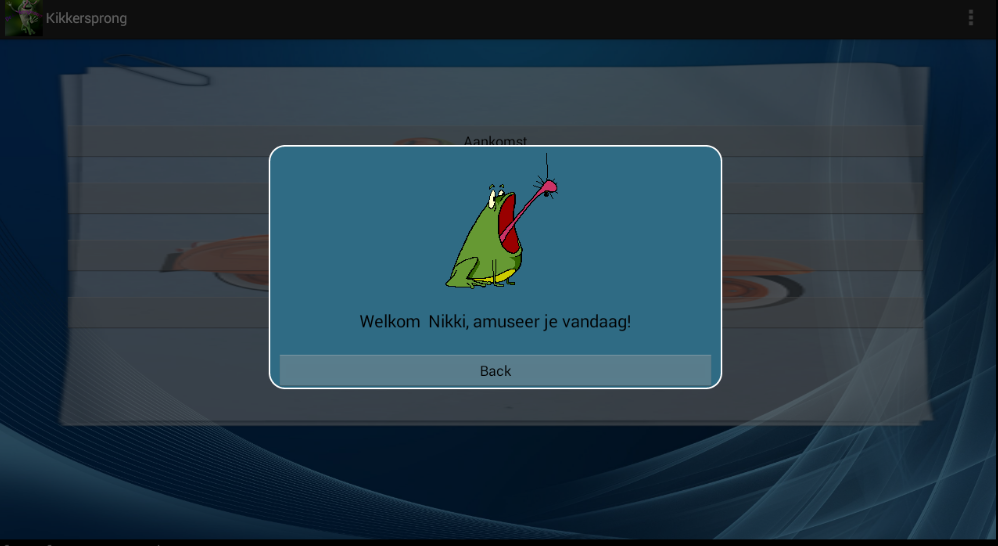 Kikkersprong
Aankomst
Welkom  Nikki, amuseer je vandaag!
Back